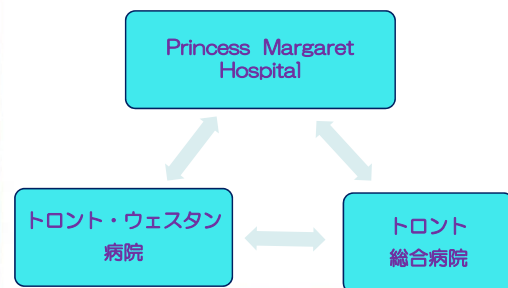 Princess Margaret
Hospital
トロント・ウェスタン
病院
トロント
総合病院